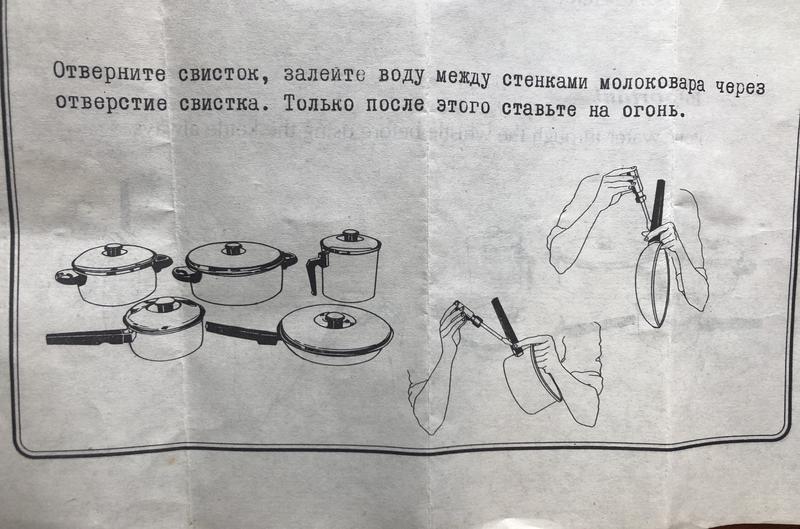 Отверните свисток, залейте воду между стенками молоковара через
отверстие свистка. Только после этого ставьте на огонь.